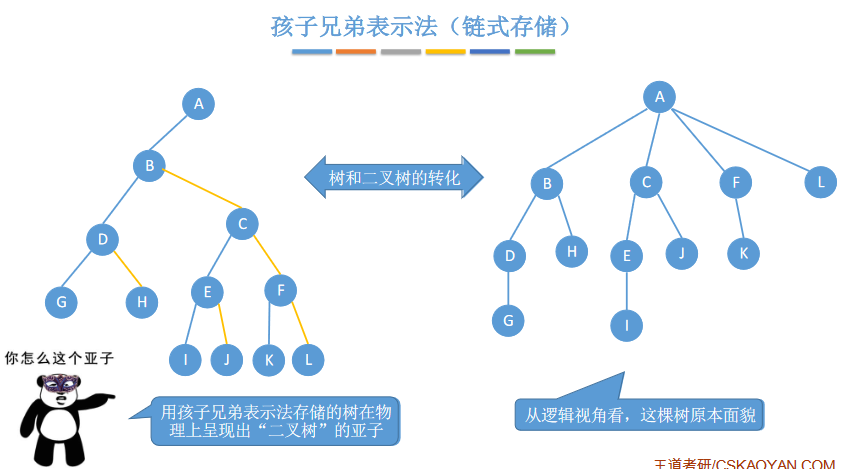 孩子兄弟表示法（链式存储）
A
B
C
D
E
F
G
H
I
J
K
L
树和二叉树的转化
A
B
C
F
L
D
H
E
J
K
G
I
你怎么这个亚子
用孩子兄弟表示法存储的树在物
理上呈现出“二叉树”的亚子
从逻辑视角看，这棵树原本面貌
王道考研/CSKAOYAN.COM